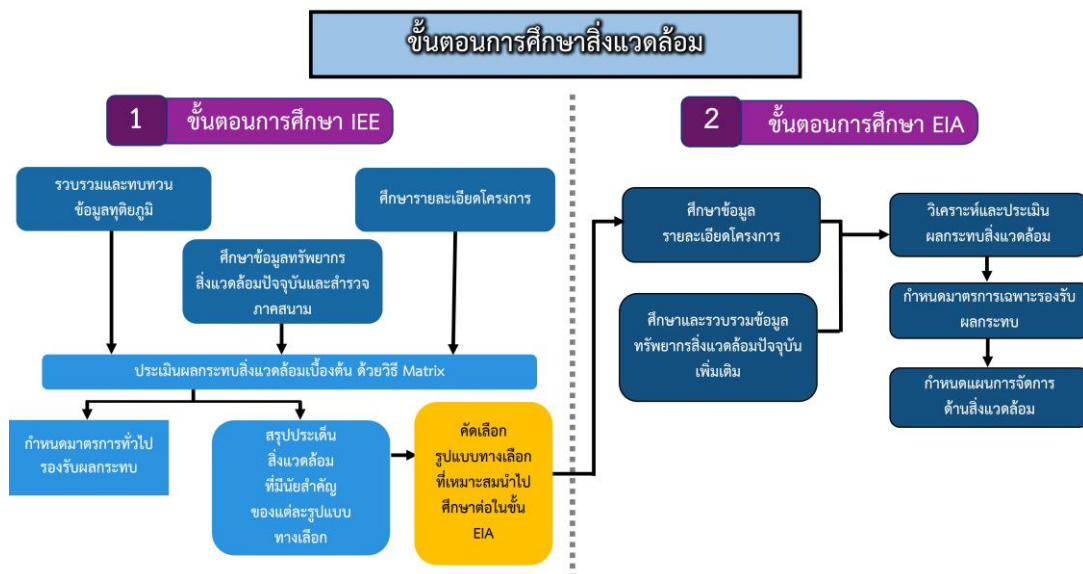 ขั้นตอนการศึกษาสิ่งแวดล้อม
1
ขั้นตอนการศึกษา IEE
รวบรวมและทบทวน
ข้อมูลทุติยภูมิ
ศึกษารายละเอียดโครงการ
ศึกษาข้อมูลทรัพยากร
สิ่งแวดล้อมปัจจุบันและสำรวจ
ภาคสนาม
ประเมินผลกระทบสิ่งแวดล้อมเบื้องต้น ด้วยวิธี Matrix
กำหนดมาตรการทั่วไป
รองรับผลกระทบ
สรุปประเด็น
สิ่งแวดล้อม
ที่มีนัยสำคัญ
ของแต่ละรูปแบบ
ทางเลือก
คัดเลือก
รูปแบบทางเลือก
ที่เหมาะสมนำไป
ศึกษาต่อในขั้น
EIA
2
ขั้นตอนการศึกษา EIA
ศึกษาข้อมูล
รายละเอียดโครงการ
ศึกษาและรวบรวมข้อมูล
ทรัพยากรสิ่งแวดล้อมปัจจุบัน
เพิ่มเติม
วิเคราะห์และประเมิน
ผลกระทบสิ่งแวดล้อม
กำหนดมาตรการเฉพาะรองรับ
ผลกระทบ
กำหนดแผนการจัดการ
ด้านสิ่งแวดล้อม